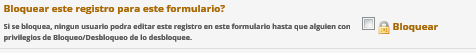 Bloquear este registro para este formulario?
Si se bloquea, ningun usuario podra editar este registro en este formulario hasta que alguien con
privilegios de Bloqueo/Desbloqueo de lo desbloquee.
Bloquear